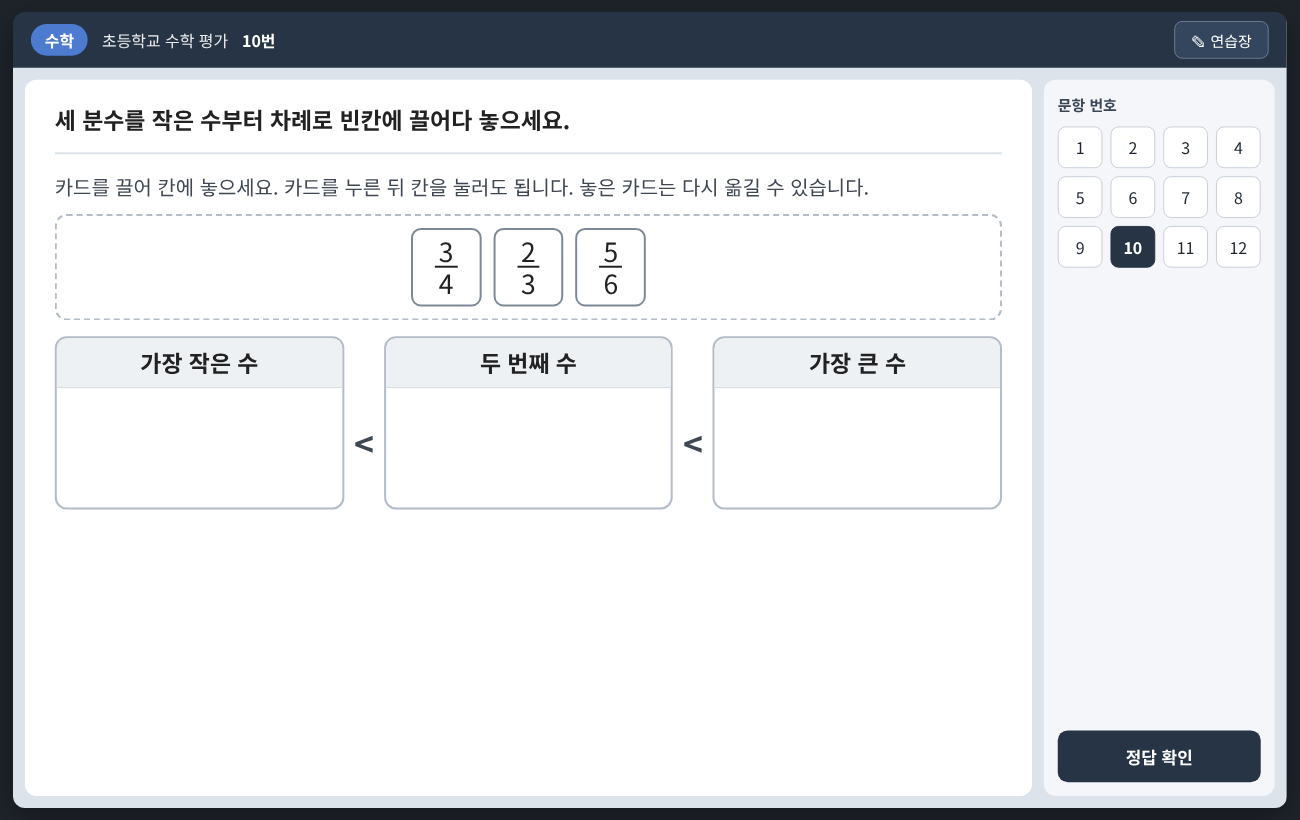 수학 초등학교 수학 평가 10번
✎ 연습장
세 분수를 작은 수부터 차례로 빈칸에 끌어다 놓으세요.
카드를 끌어 칸에 놓으세요. 카드를 누른 뒤 칸을 눌러도 됩니다. 놓은 카드는 다시 옮길 수 있습니다.
3/4 2/3 5/6
가장 작은 수 < 두 번째 수 < 가장 큰 수
문항 번호
1 2 3 4
5 6 7 8
9 10 11 12
정답 확인